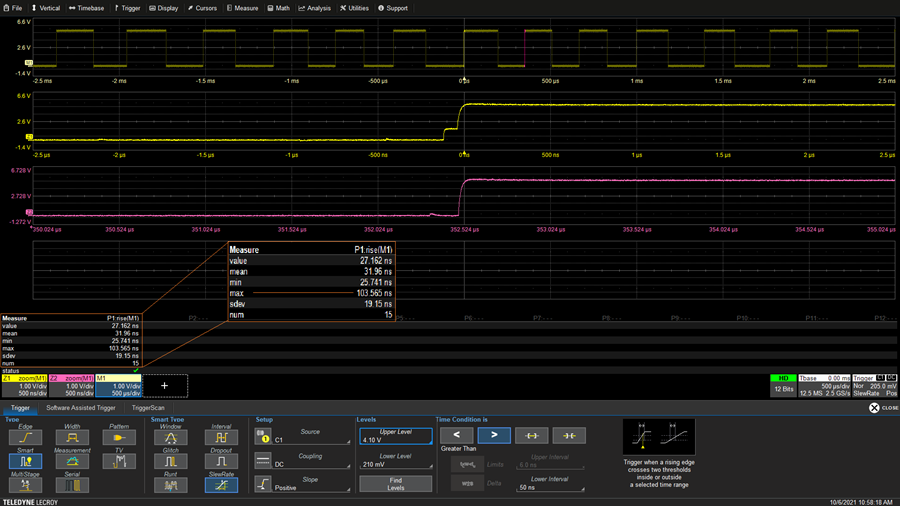 File Vertical Timebase Trigger Display Cursors Measure Math Analysis Utilities Support
6.6 V
2.6 V
M1
-1.4 V
-2.5 ms -2 ms -1.5 ms -1 ms -500 µs 0 s 500 µs 1 ms 1.5 ms 2 ms 2.5 ms
6.6 V
2.6 V
Z1
-1.4 V
-2.5 µs -2 µs -1.5 µs -1 µs -500 ns 0 s 500 ns 1 µs 1.5 µs 2 µs 2.5 µs
6.728 V
2.728 V
-1.272 V
350.024 µs 350.524 µs 351.024 µs 351.524 µs 352.024 µs 352.524 µs 353.024 µs 353.524 µs 354.024 µs 354.524 µs 355.024 µs
Measure P1:rise(M1)
value 27.162 ns
mean 31.96 ns
min 25.741 ns
max 103.565 ns
sdev 19.15 ns
num 15
Measure P1:rise(M1) P2:--- P5:--- P6:--- P7:--- P8:--- P9:--- P10:--- P11:--- P12:---
value 27.162 ns
mean 31.96 ns
min 25.741 ns
max 103.565 ns
sdev 19.15 ns
num 15
status
Z1 zoom(M1) Z2 zoom(M1) M1
1.00 V/div 1.00 V/div 1.00 V/div
500 ns/div 500 ns/div 500 µs/div
+
HD
12 Bits
Tbase 0.00 ms
500 µs/div
12.5 MS 2.5 GS/s
Trigger C1 DC
Nor 205.0 mV
SlewRate Pos
Trigger Software Assisted Trigger TriggerScan CLOSE
Type
Edge Width Pattern
Smart Measurement TV
MultiStage Serial
Smart Type
Window Interval
Glitch Dropout
Runt SlewRate
Setup
Source
C1
Coupling
DC
Slope
Positive
Levels
Upper Level
4.10 V
Lower Level
210 mV
Find
Levels
Time Condition is
< >
Greater Than
Limits
Delta
Upper Interval
6.0 ns
Lower Interval
50 ns
Trigger when a rising edge
crosses two thresholds
inside or outside
a selected time range
TELEDYNE LECROY 10/6/2021 10:58:18 AM